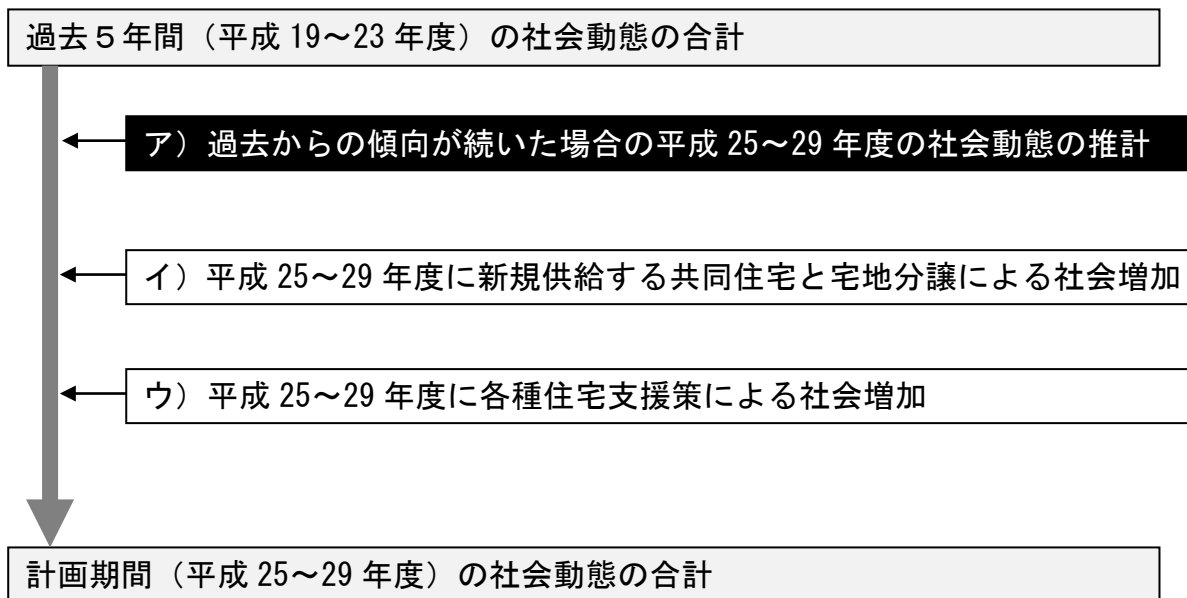 過去５年間（平成 19～23 年度）の社会動態の合計
ア）過去からの傾向が続いた場合の平成 25～29 年度の社会動態の推計
イ）平成 25～29 年度に新規供給する共同住宅と宅地分譲による社会増加
ウ）平成 25～29 年度に各種住宅支援策による社会増加
計画期間（平成 25～29 年度）の社会動態の合計